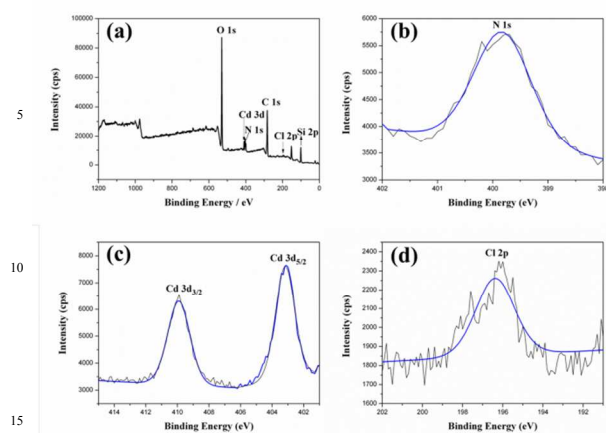 (a)
O 1s
C 1s
Cd 3d
N 1s
Cl 2p
Si 2p
100000
80000
60000
40000
20000
0
Intensity (cps)
1200 1000 800 600 400 200 0
Binding Energy / eV
(b)
N 1s
6000
5500
5000
4500
4000
3500
3000
Intensity (cps)
402 401 400 399 398
Binding Energy (eV)
5
(c)
Cd 3d3/2
Cd 3d5/2
8000
7000
6000
5000
4000
3000
Intensity (cps)
414 412 410 408 406 404 402
Binding Energy (eV)
(d)
Cl 2p
2400
2300
2200
2100
2000
1900
1800
1700
1600
Intensity (cps)
202 200 198 196 194 192
Binding Energy (eV)
10
15